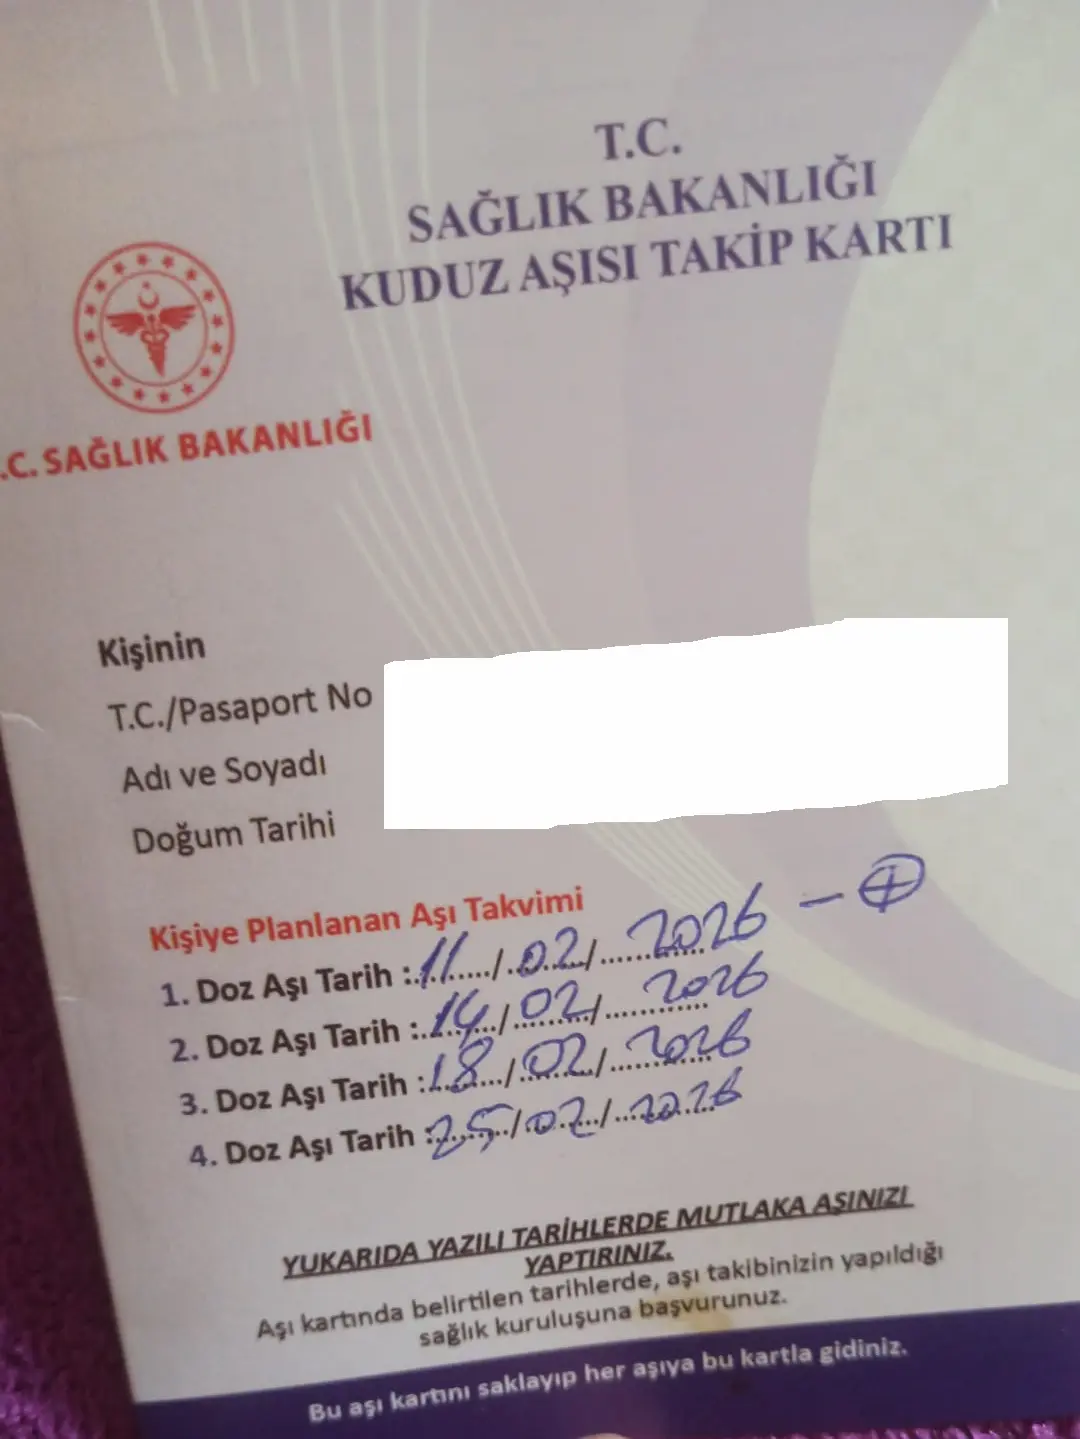 T.C.
SAĞLIK BAKANLIĞI
KUDUZ AŞISI TAKİP KARTI
.C. SAĞLIK BAKANLIĞI
Kişinin
T.C./Pasaport No
Adı ve Soyadı
Doğum Tarihi
Kişiye Planlanan Aşı Takvimi
1. Doz Aşı Tarih : 11/02/2026 - +
2. Doz Aşı Tarih : 14/02/2026
3. Doz Aşı Tarih : 18/02/2026
4. Doz Aşı Tarih : 25/02/2026
YUKARIDA YAZILI TARİHLERDE MUTLAKA AŞINIZI
YAPTIRINIZ.
Aşı kartında belirtilen tarihlerde, aşı takibinizin yapıldığı
sağlık kuruluşuna başvurunuz.
Bu aşı kartını saklayıp her aşıya bu kartla gidiniz.